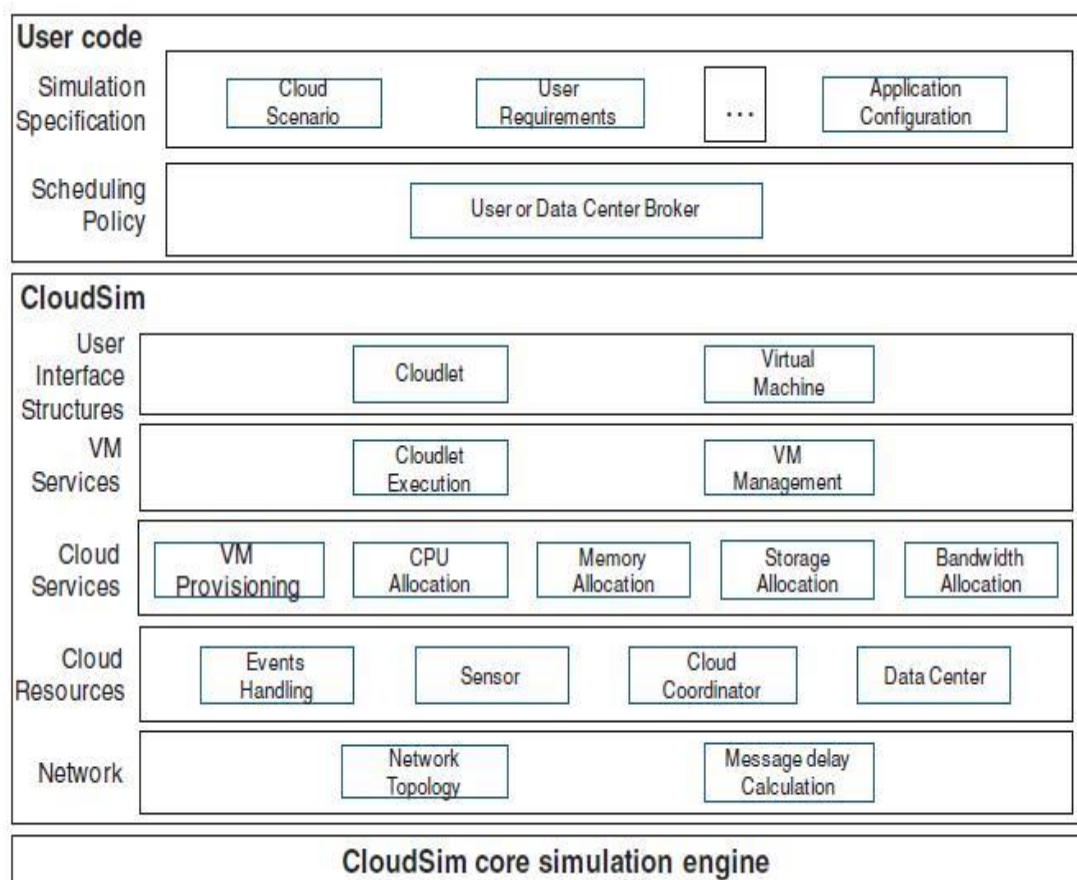 User code
Simulation
Specification
Cloud
Scenario
User
Requirements
...
Application
Configuration
Scheduling
Policy
User or Data Center Broker
CloudSim
User
Interface
Structures
Cloudlet
Virtual
Machine
VM
Services
Cloudlet
Execution
VM
Management
Cloud
Services
VM
Provisioning
CPU
Allocation
Memory
Allocation
Storage
Allocation
Bandwidth
Allocation
Cloud
Resources
Events
Handling
Sensor
Cloud
Coordinator
Data Center
Network
Network
Topology
Message delay
Calculation
CloudSim core simulation engine